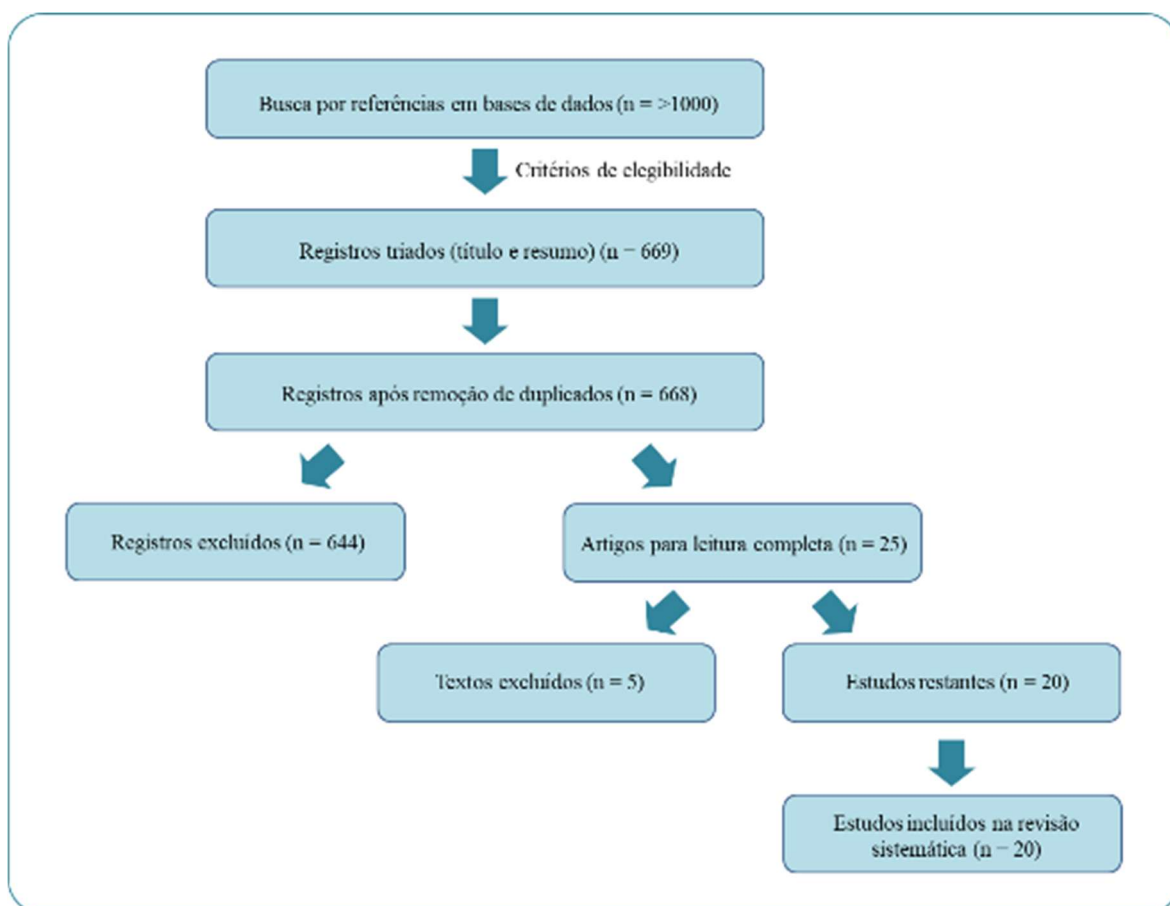 Busca por referências em bases de dados (n = >1000)
Critérios de elegibilidade
Registros triados (título e resumo) (n = 669)
Registros após remoção de duplicados (n = 668)
Registros excluídos (n = 644)
Artigos para leitura completa (n = 25)
Textos excluídos (n = 5)
Estudos restantes (n = 20)
Estudos incluídos na revisão
sistemática (n = 20)